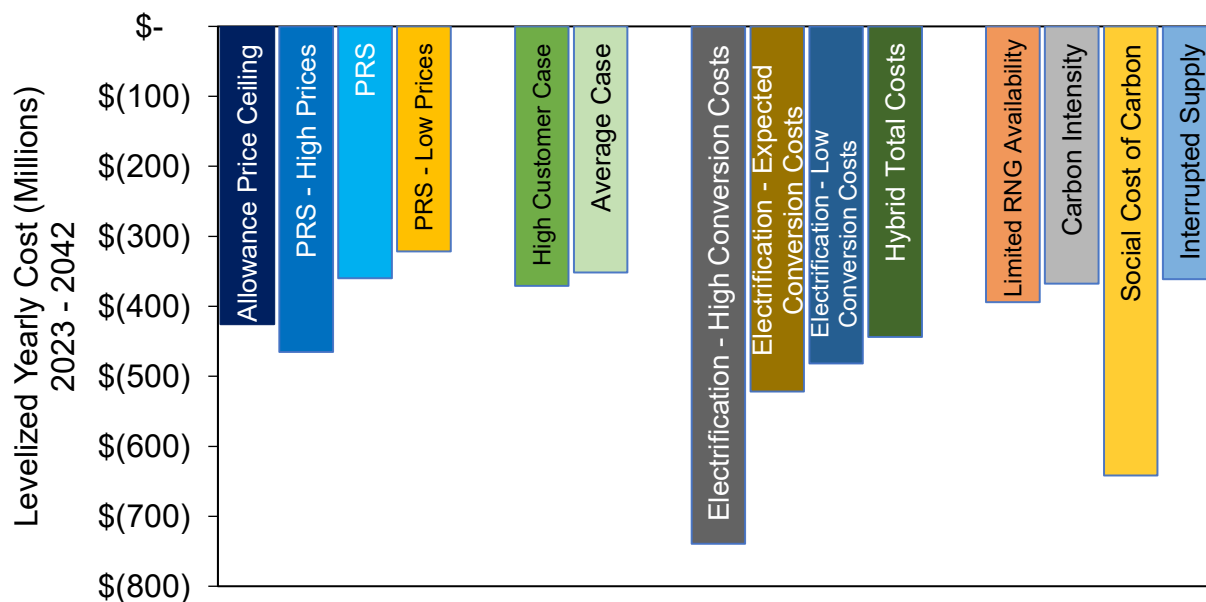 Levelized Yearly Cost (Millions)
2023 - 2042
$-
$(100)
$(200)
$(300)
$(400)
$(500)
$(600)
$(700)
$(800)
Allowance Price Ceiling
PRS - High Prices
PRS
PRS - Low Prices
High Customer Case
Average Case
Electrification - High Conversion Costs
Electrification - Expected
Conversion Costs
Electrification - Low
Conversion Costs
Hybrid Total Costs
Limited RNG Availability
Carbon Intensity
Social Cost of Carbon
Interrupted Supply